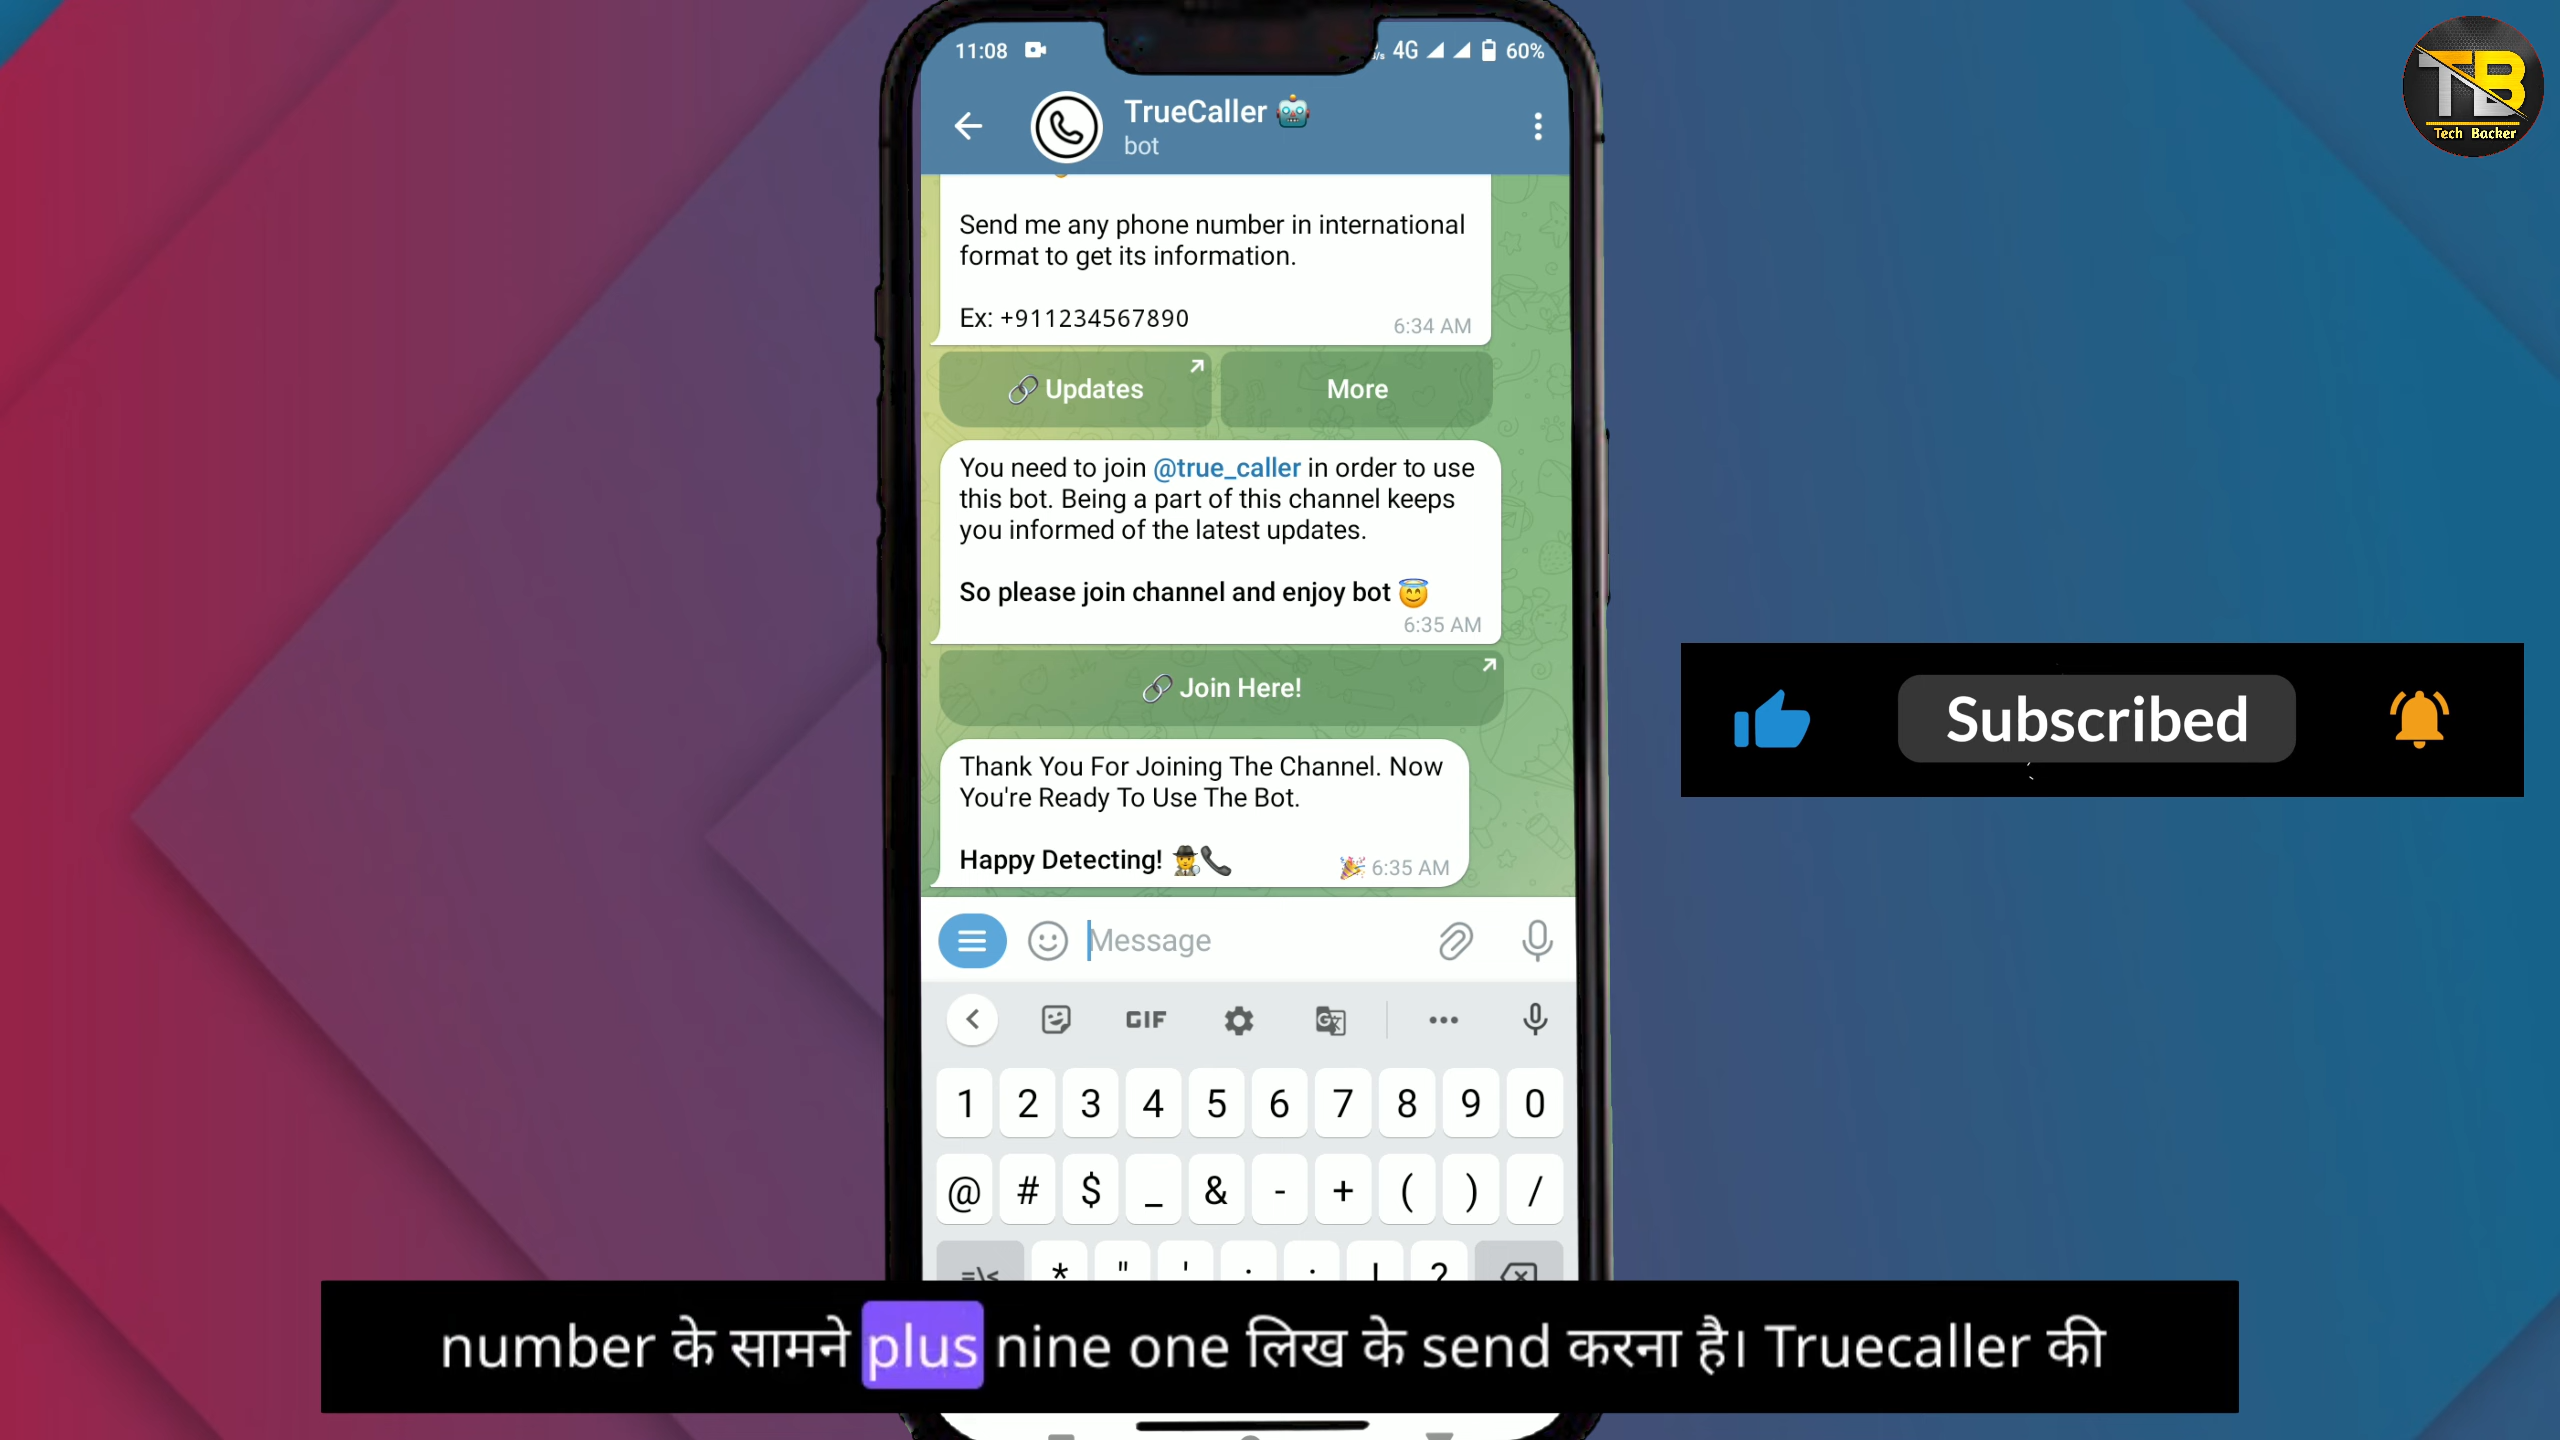 11:08
4G
60%
TB
Tech Backer
TrueCaller 🤖
bot
Send me any phone number in international
format to get its information.
Ex: +911234567890
6:34 AM
Updates
More
You need to join @true_caller in order to use
this bot. Being a part of this channel keeps
you informed of the latest updates.
So please join channel and enjoy bot 😇
6:35 AM
Join Here!
Subscribed
Thank You For Joining The Channel. Now
You're Ready To Use The Bot.
Happy Detecting! 🕵📞
🎉 6:35 AM
Message
GIF
1 2 3 4 5 6 7 8 9 0
@ # $ _ & - + ( ) /
number के सामने plus nine one लिख के send करना है। Truecaller की